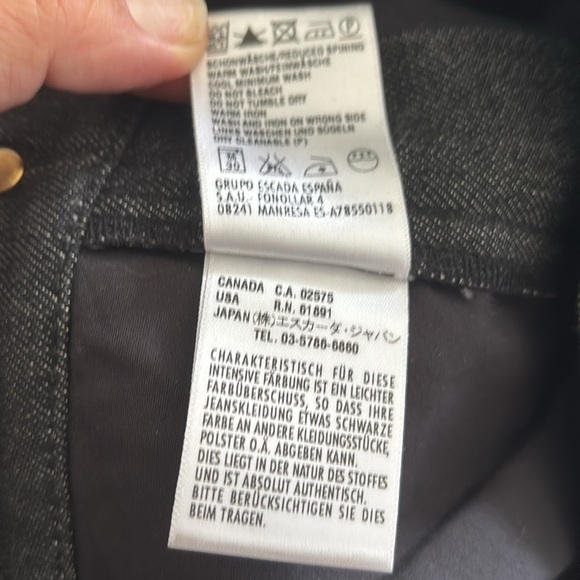 SCHONWÄSCHE/REDUCED SPINING
WARM WASH/FEINWÄSCHE
COOL MINIMUM WASH
DO NOT BLEACH
DO NOT TUMBLE DRY
WARM IRON
WASH AND IRON ON WRONG SIDE
LINKS WASCHEN UND BÜGELN
DRY CLEANABLE (P)
GRUPO ESCADA ESPAÑA
S.A.U. FONOLLAR 4
08241 MANRESA ES-A78550118
CANADA C.A. 02575
USA R.N. 61891
JAPAN (株)エスカーダ・ジャパン
TEL. 03-5786-6660
CHARAKTERISTISCH FÜR DIESE
INTENSIVE FÄRBUNG IST EIN LEICHTER
FARBÜBERSCHUSS, SO DASS IHRE
JEANSKLEIDUNG ETWAS SCHWARZE
FARBE AN ANDERE KLEIDUNGSSTÜCKE,
POLSTER O.Ä. ABGEBEN KANN.
DIES LIEGT IN DER NATUR DES STOFFES
UND IST ABSOLUT AUTHENTISCH.
BITTE BERÜCKSICHTIGEN SIE DIES
BEIM TRAGEN.